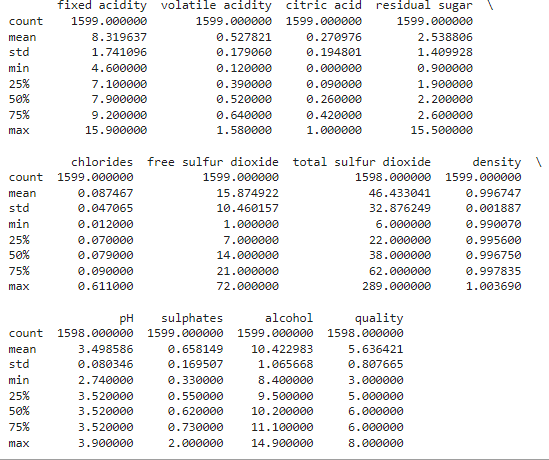 fixed acidity volatile acidity citric acid residual sugar \
count 1599.000000 1599.000000 1599.000000 1599.000000
mean 8.319637 0.527821 0.270976 2.538806
std 1.741096 0.179060 0.194801 1.409928
min 4.600000 0.120000 0.000000 0.900000
25% 7.100000 0.390000 0.090000 1.900000
50% 7.900000 0.520000 0.260000 2.200000
75% 9.200000 0.640000 0.420000 2.600000
max 15.900000 1.580000 1.000000 15.500000
chlorides free sulfur dioxide total sulfur dioxide density \
count 1599.000000 1599.000000 1598.000000 1599.000000
mean 0.087467 15.874922 46.433041 0.996747
std 0.047065 10.460157 32.876249 0.001887
min 0.012000 1.000000 6.000000 0.990070
25% 0.070000 7.000000 22.000000 0.995600
50% 0.079000 14.000000 38.000000 0.996750
75% 0.090000 21.000000 62.000000 0.997835
max 0.611000 72.000000 289.000000 1.003690
pH sulphates alcohol quality
count 1598.000000 1599.000000 1599.000000 1598.000000
mean 3.498586 0.658149 10.422983 5.636421
std 0.080346 0.169507 1.065668 0.807665
min 2.740000 0.330000 8.400000 3.000000
25% 3.520000 0.550000 9.500000 5.000000
50% 3.520000 0.620000 10.200000 6.000000
75% 3.520000 0.730000 11.100000 6.000000
max 3.900000 2.000000 14.900000 8.000000